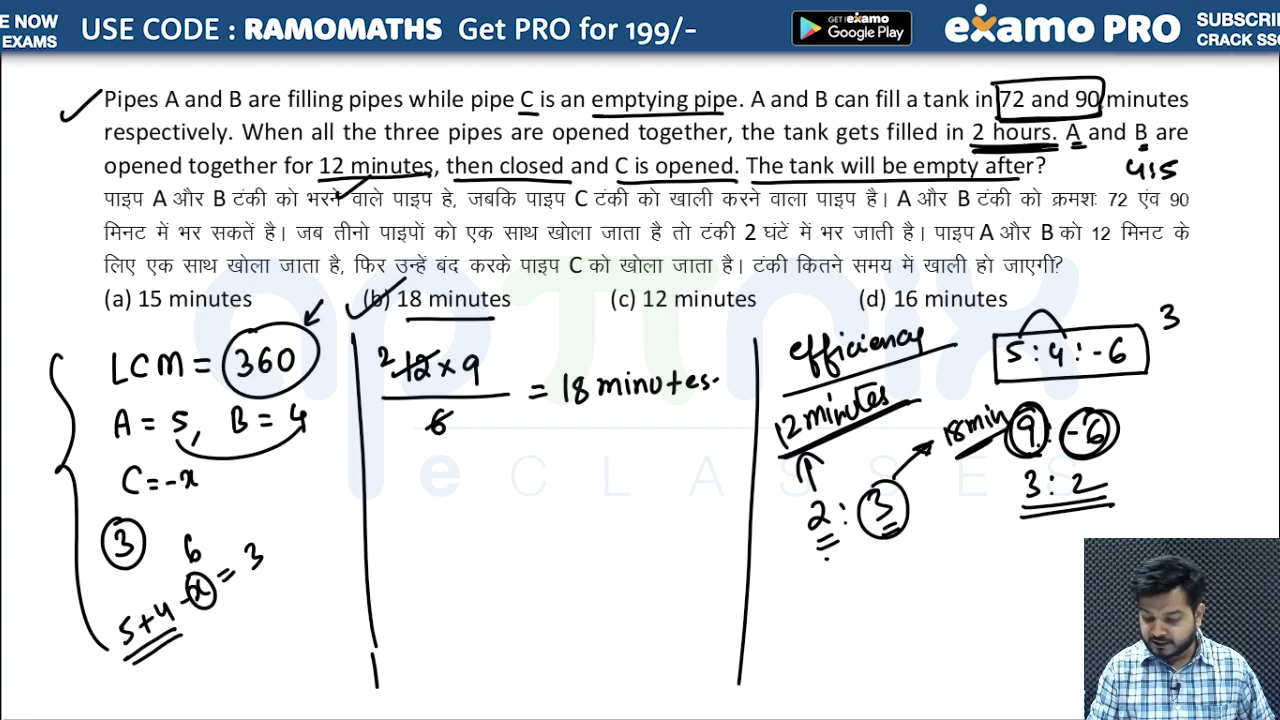 E NOW
EXAMS
USE CODE : RAMOMATHS Get PRO for 199/-
GET IT ON examo
Google Play
examo PRO
SUBSCRI
CRACK SSC
Pipes A and B are filling pipes while pipe C is an emptying pipe. A and B can fill a tank in 72 and 90 minutes
respectively. When all the three pipes are opened together, the tank gets filled in 2 hours. A and B are
opened together for 12 minutes, then closed and C is opened. The tank will be empty after?
4:5
पाइप A और B टंकी को भरने वाले पाइप हे, जबकि पाइप C टंकी को खाली करने वाला पाइप है। A और B टंकी को क्रमशः 72 एंव 90
मिनट में भर सकतें है। जब तीनो पाइपों को एक साथ खोला जाता है तो टंकी 2 घंटें में भर जाती है। पाइप A और B को 12 मिनट के
लिए एक साथ खोला जाता है, फिर उन्हें बंद करके पाइप C को खोला जाता है। टंकी कितने समय में खाली हो जाएगी?
(a) 15 minutes (b) 18 minutes (c) 12 minutes (d) 16 minutes
LCM = 360
A = 5, B = 4
C = -x
3
6
5+4-x = 3
2 12 x 9
6
= 18 minutes.
efficiency
5 : 4 : -6
3
12 minutes
18 min
9 : -6
3 : 2
2 : 3
apttnix
e CLASSES